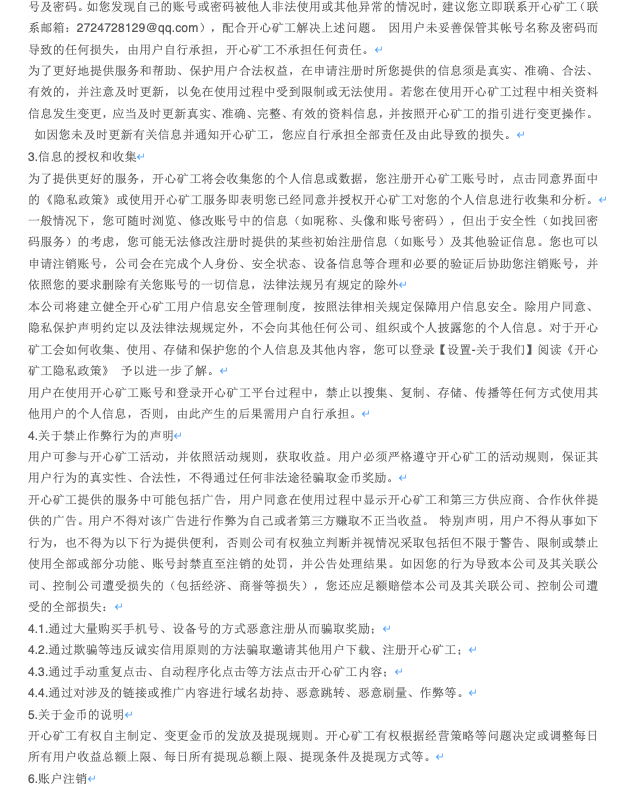 号及密码。如您发现自己的账号或密码被他人非法使用或其他异常的情况时，建议您立即联系开心矿工（联
系邮箱：2724728129@qq.com），配合开心矿工解决上述问题。 因用户未妥善保管其帐号名称及密码而
导致的任何损失，由用户自行承担，开心矿工不承担任何责任。
为了更好地提供服务和帮助、保护用户合法权益，在申请注册时所您提供的信息须是真实、准确、合法、
有效的，并注意及时更新，以免在使用过程中受到限制或无法使用。若您在使用开心矿工过程中相关资料
信息发生变更，应当及时更新真实、准确、完整、有效的资料信息，并按照开心矿工的指引进行变更操作。
如因您未及时更新有关信息并通知开心矿工，您应自行承担全部责任及由此导致的损失。
3.信息的授权和收集
为了提供更好的服务，开心矿工将会收集您的个人信息或数据，您注册开心矿工账号时，点击同意界面中
的《隐私政策》或使用开心矿工服务即表明您已经同意并授权开心矿工对您的个人信息进行收集和分析。
一般情况下，您可随时浏览、修改账号中的信息（如昵称、头像和账号密码），但出于安全性（如找回密
码服务）的考虑，您可能无法修改注册时提供的某些初始注册信息（如账号）及其他验证信息。您也可以
申请注销账号，公司会在完成个人身份、安全状态、设备信息等合理和必要的验证后协助您注销账号，并
依照您的要求删除有关您账号的一切信息，法律法规另有规定的除外
本公司将建立健全开心矿工用户信息安全管理制度，按照法律相关规定保障用户信息安全。除用户同意、
隐私保护声明约定以及法律法规规定外，不会向其他任何公司、组织或个人披露您的个人信息。对于开心
矿工会如何收集、使用、存储和保护您的个人信息及其他内容，您可以登录【设置-关于我们】阅读《开心
矿工隐私政策》 予以进一步了解。
用户在使用开心矿工账号和登录开心矿工平台过程中，禁止以搜集、复制、存储、传播等任何方式使用其
他用户的个人信息，否则，由此产生的后果需用户自行承担。
4.关于禁止作弊行为的声明
用户可参与开心矿工活动，并依照活动规则，获取收益。用户必须严格遵守开心矿工的活动规则，保证其
用户行为的真实性、合法性，不得通过任何非法途径骗取金币奖励。
开心矿工提供的服务中可能包括广告，用户同意在使用过程中显示开心矿工和第三方供应商、合作伙伴提
供的广告。用户不得对该广告进行作弊为自己或者第三方赚取不正当收益。 特别声明，用户不得从事如下
行为，也不得为以下行为提供便利，否则公司有权独立判断并视情况采取包括但不限于警告、限制或禁止
使用全部或部分功能、账号封禁直至注销的处罚，并公告处理结果。如因您的行为导致本公司及其关联公
司、控制公司遭受损失的（包括经济、商誉等损失），您还应足额赔偿本公司及其关联公司、控制公司遭
受的全部损失：
4.1.通过大量购买手机号、设备号的方式恶意注册从而骗取奖励；
4.2.通过欺骗等违反诚实信用原则的方法骗取邀请其他用户下载、注册开心矿工；
4.3.通过手动重复点击、自动程序化点击等方法点击开心矿工内容；
4.4.通过对涉及的链接或推广内容进行域名劫持、恶意跳转、恶意刷量、作弊等。
5.关于金币的说明
开心矿工有权自主制定、变更金币的发放及提现规则。开心矿工有权根据经营策略等问题决定或调整每日
所有用户收益总额上限、每日所有提现总额上限、提现条件及提现方式等。
6.账户注销